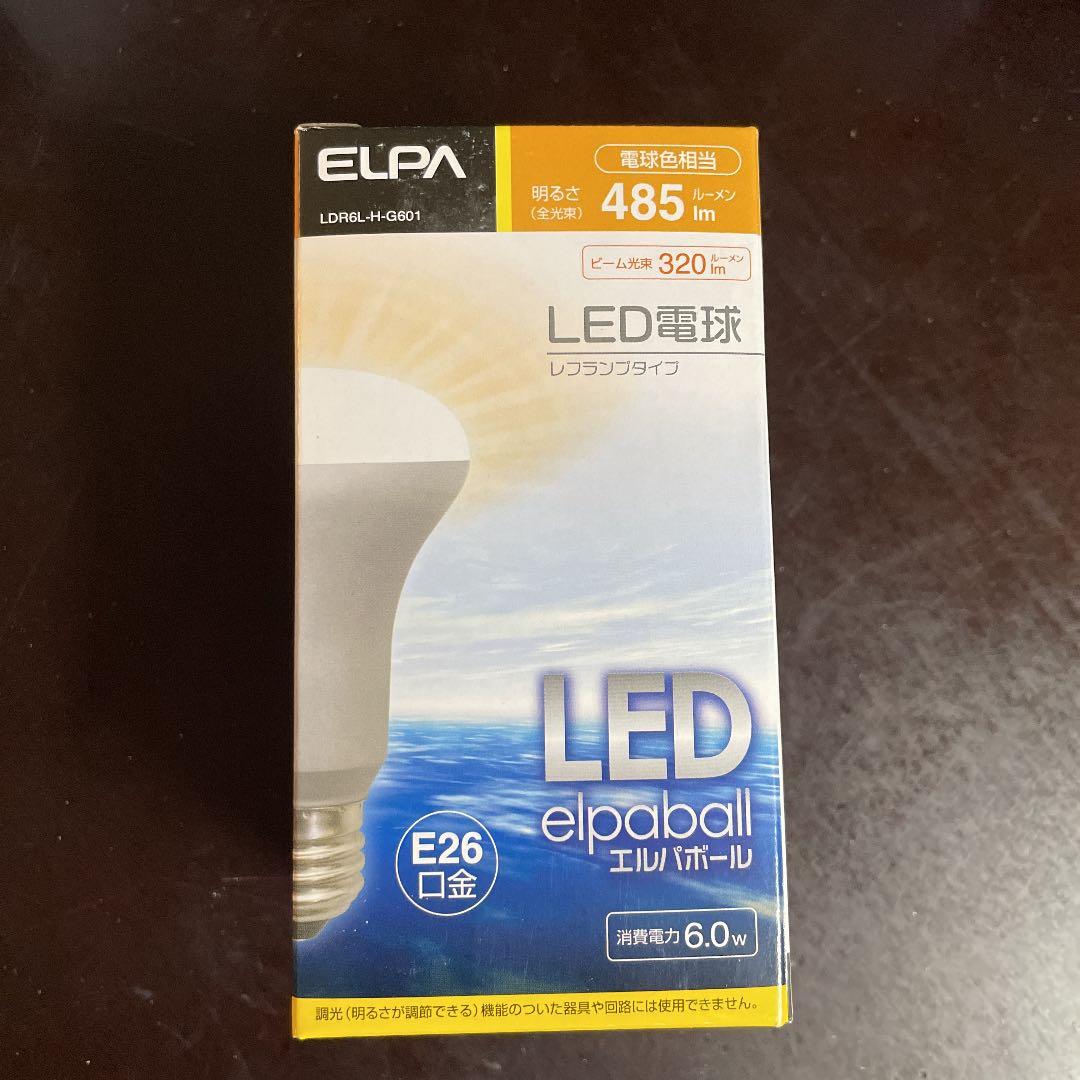 ELPA
LDR6L-H-G601
電球色相当
明るさ
(全光束)
485 ルーメン lm
ビーム光束 320 ルーメン lm
LED電球
レフランプタイプ
LED
elpaball
エルパボール
E26
口金
消費電力 6.0w
調光(明るさが調節できる)機能のついた器具や回路には使用できません。